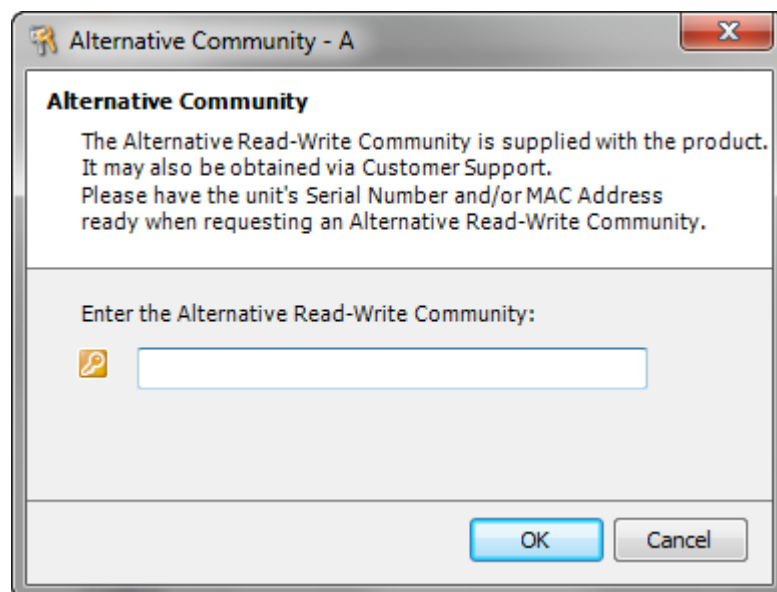 Alternative Community - A
Alternative Community
The Alternative Read-Write Community is supplied with the product.
It may also be obtained via Customer Support.
Please have the unit's Serial Number and/or MAC Address
ready when requesting an Alternative Read-Write Community.
Enter the Alternative Read-Write Community:
OK
Cancel